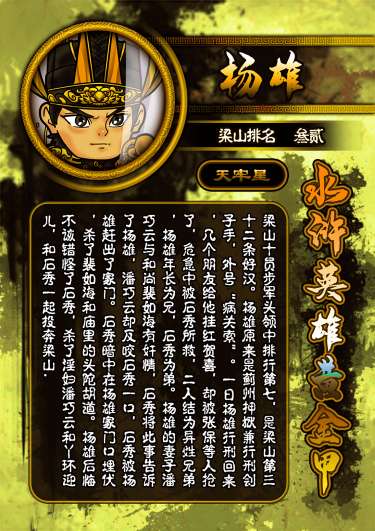 杨雄
梁山排名 叁贰
天牢星
水浒英雄黄金甲
梁山十员步军头领中排行第七，是梁山第三
十二条好汉。杨雄原来是蓟州押狱兼行刑刽
子手，外号“病关索”。一日杨雄行刑回来
，几个朋友给他挂红贺喜，却被张保等人抢
了，危急中被石秀所救，二人结为异姓兄弟
，杨雄年长为兄，石秀为弟。杨雄的妻子潘
巧云与和尚裴如海有奸情，石秀将此事告诉
了杨雄，潘巧云却反咬石秀一口，石秀被杨
雄赶出了家门。石秀暗中在杨雄家门口埋伏
，杀了裴如海和庙里的头陀胡道。杨雄后悔
不该错怪了石秀，杀了淫妇潘巧云和丫环迎
儿，和石秀一起投奔梁山.